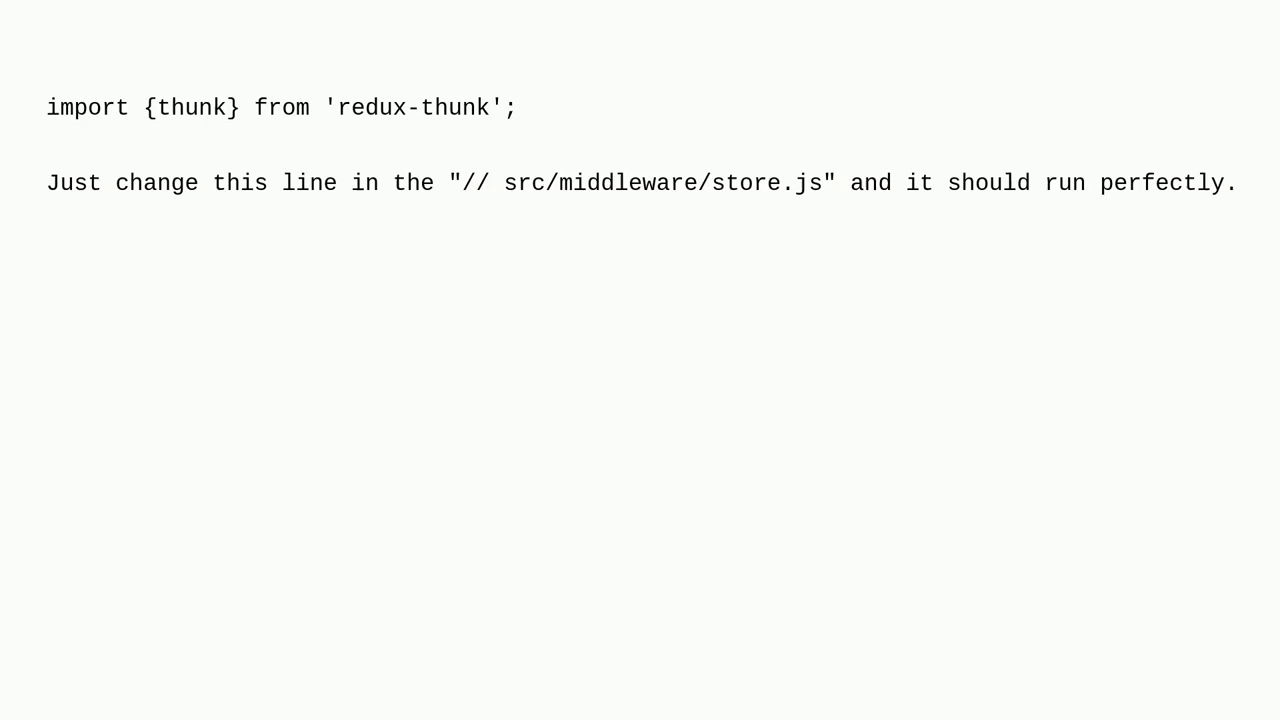 import {thunk} from 'redux-thunk';
Just change this line in the "// src/middleware/store.js" and it should run perfectly.